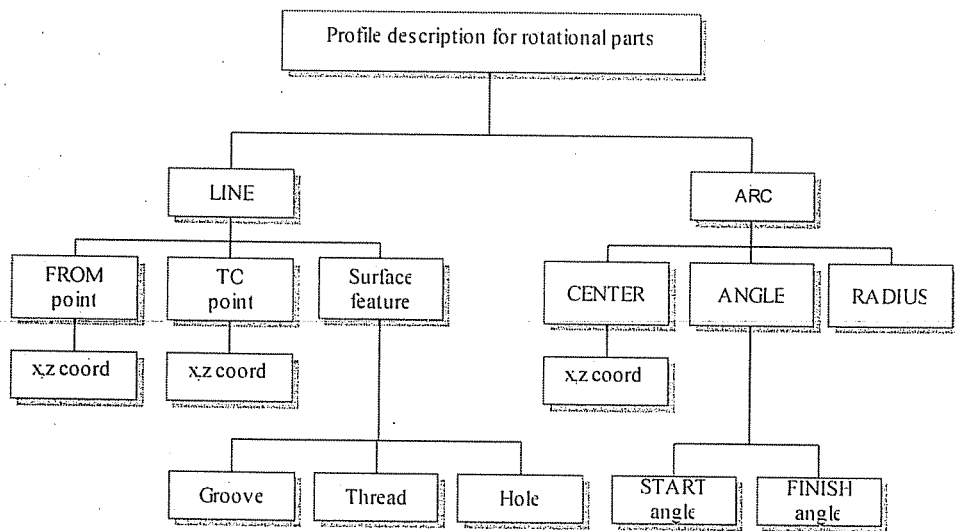 Profile description for rotational parts
LINE
ARC
FROM
point
TC
point
Surface
feature
CENTER
ANGLE
RADIUS
x,z coord
x,z coord
x,z coord
Groove
Thread
Hole
START
angle
FINISH
angle